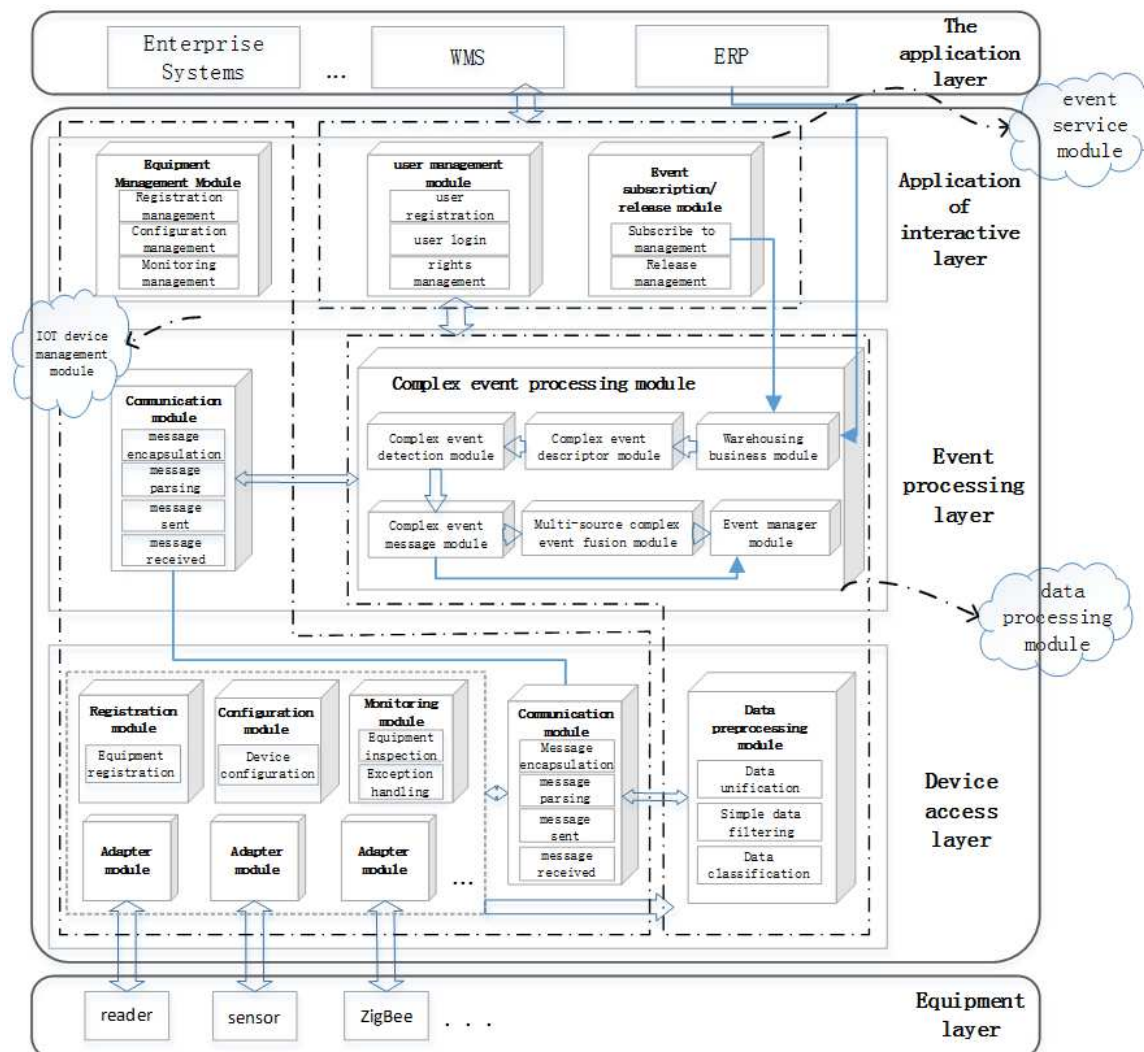 The
application
layer
Enterprise
Systems
...
WMS
ERP
event
service
module
Equipment
Management Module
Registration
management
Configuration
management
Monitoring
management
user management
module
user
registration
user login
rights
management
Event
subscription/
release module
Subscribe to
management
Release
management
Application
of
interactive
layer
IOT device
management
module
Communication
module
message
encapsulation
message
parsing
message
sent
message
received
Complex event processing module
Complex event
detection module
Complex event
descriptor module
Warehousing
business module
Complex event
message module
Multi-source complex
event fusion module
Event manager
module
Event
processing
layer
data
processing
module
Registration
module
Equipment
registration
Configuration
module
Device
configuration
Monitoring
module
Equipment
inspection
Exception
handling
Communication
module
Message
encapsulation
message
parsing
message
sent
message
received
Data
preprocessing
module
Data
unification
Simple data
filtering
Data
classification
Device
access
layer
Adapter
module
Adapter
module
Adapter
module
...
reader
sensor
ZigBee
...
Equipment
layer